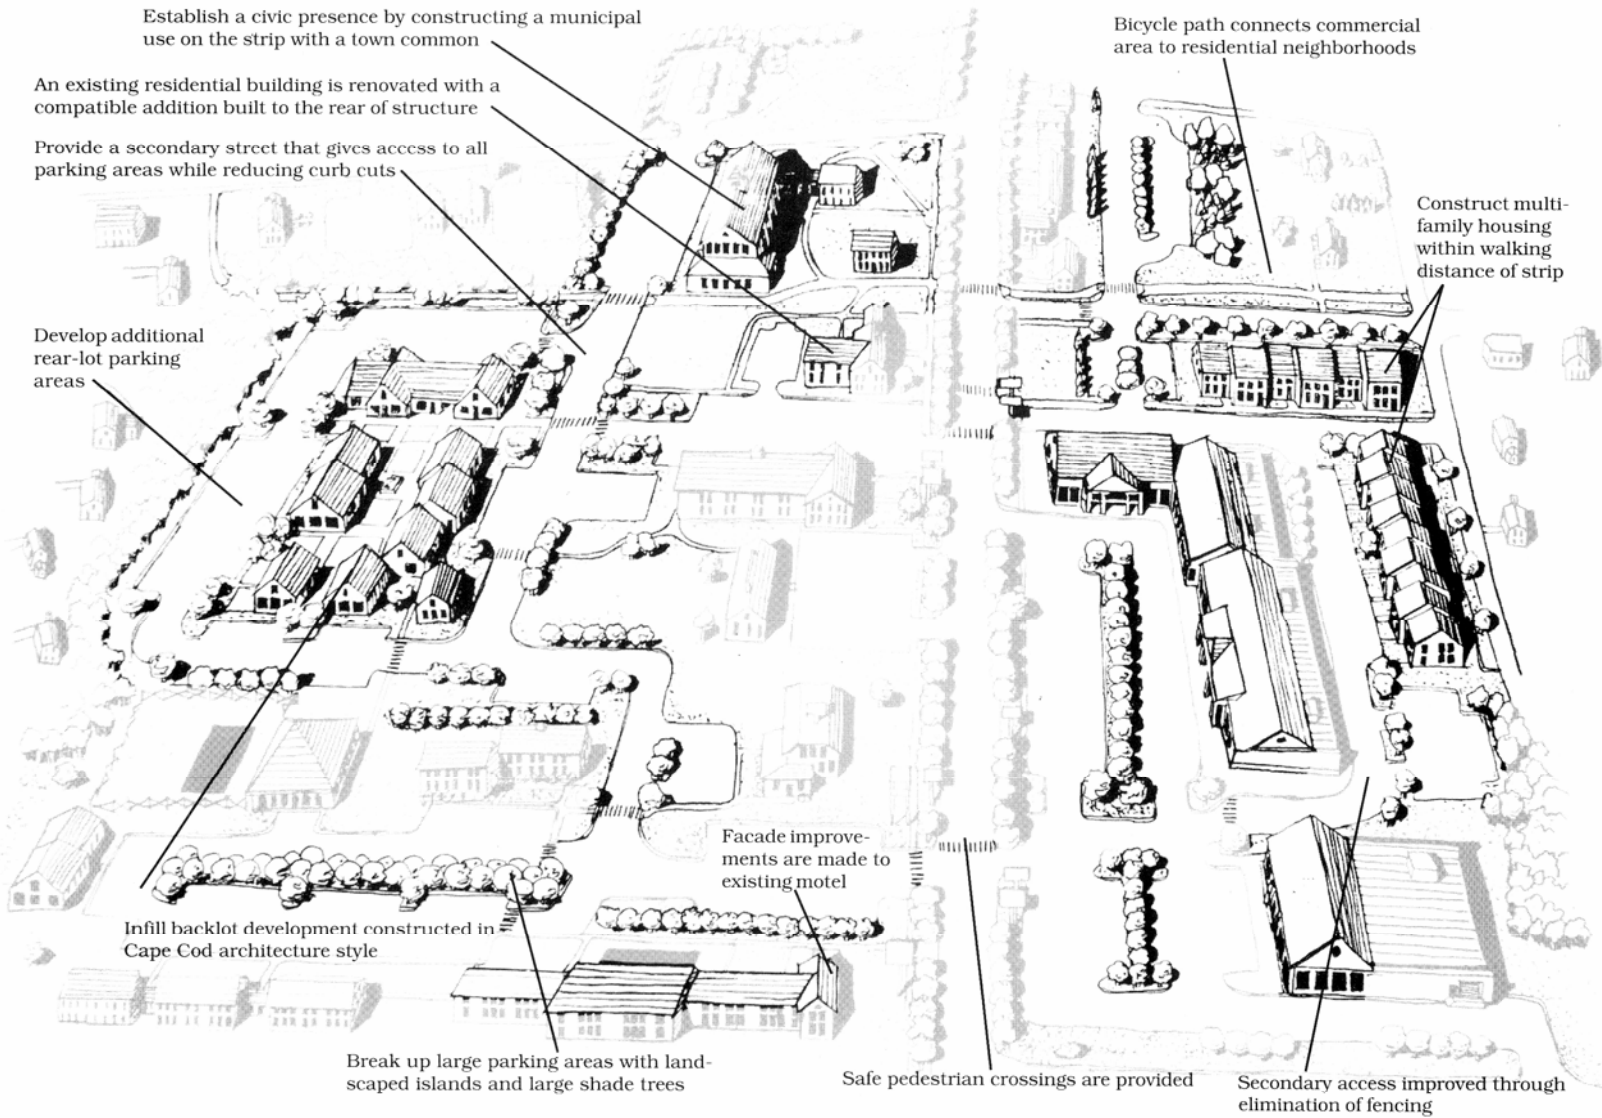 Establish a civic presence by constructing a municipal
use on the strip with a town common
An existing residential building is renovated with a
compatible addition built to the rear of structure
Provide a secondary street that gives access to all
parking areas while reducing curb cuts
Develop additional
rear-lot parking
areas
Bicycle path connects commercial
area to residential neighborhoods
Construct multi-
family housing
within walking
distance of strip
Facade improve-
ments are made to
existing motel
Infill backlot development constructed in
Cape Cod architecture style
Break up large parking areas with land-
scaped islands and large shade trees
Safe pedestrian crossings are provided
Secondary access improved through
elimination of fencing